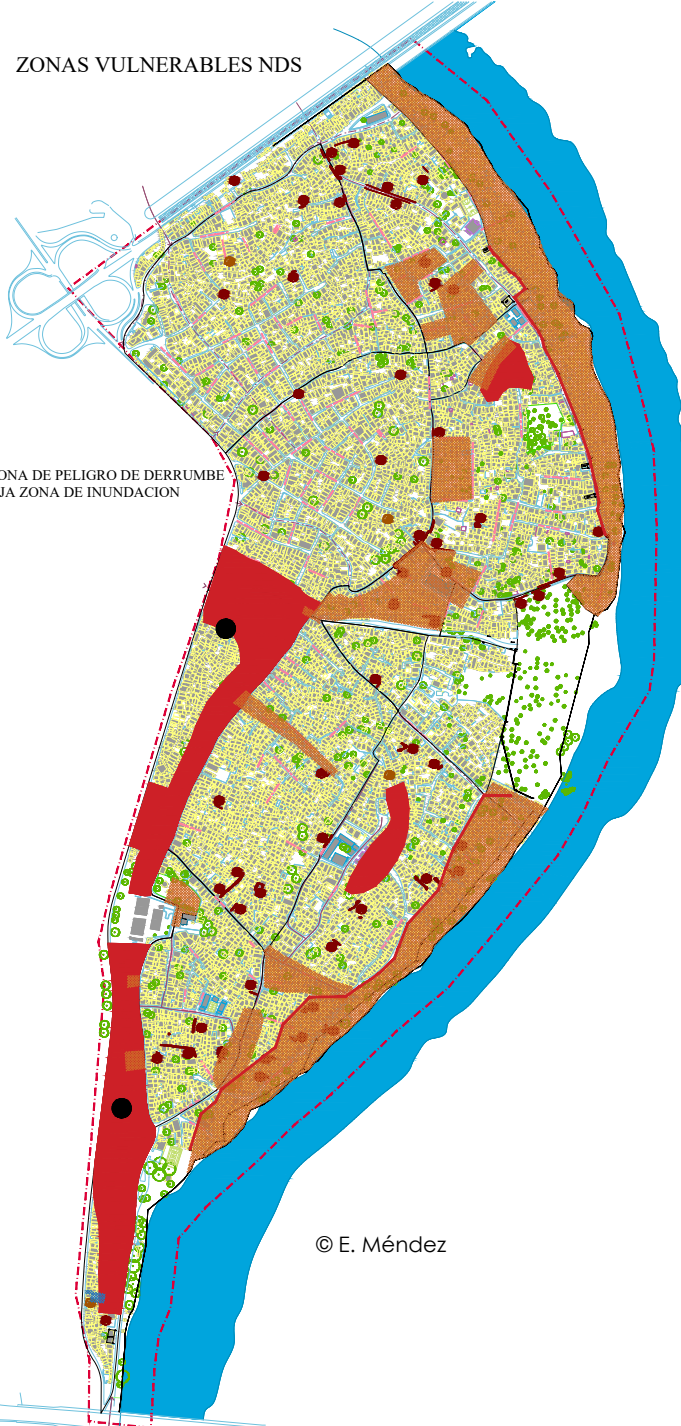 ZONAS VULNERABLES NDS
ONA DE PELIGRO DE DERRUMBE
JA ZONA DE INUNDACION
© E. Méndez